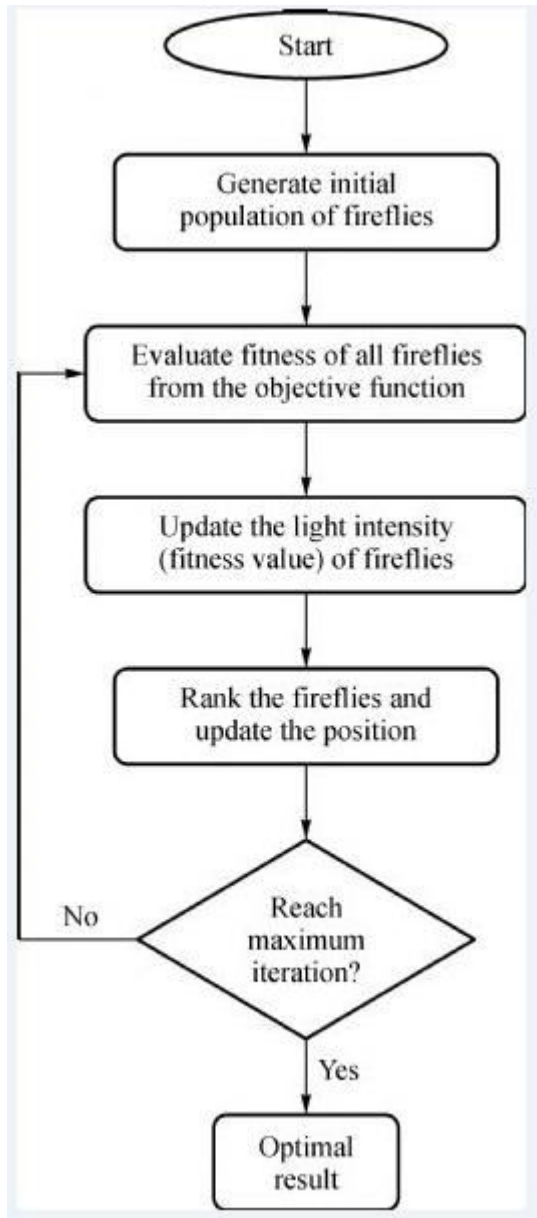 Start
Generate initial
population of fireflies
Evaluate fitness of all fireflies
from the objective function
Update the light intensity
(fitness value) of fireflies
Rank the fireflies and
update the position
Reach
maximum
iteration?
No
Yes
Optimal
result